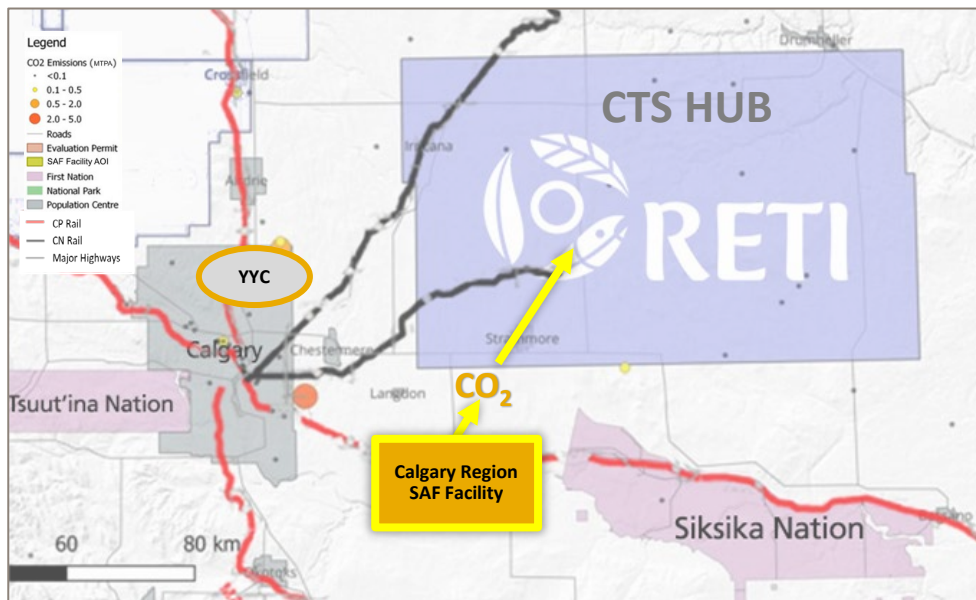 Legend
CO2 Emissions (MTPA)
<0.1
0.1 - 0.5
0.5 - 2.0
2.0 - 5.0
Roads
Evaluation Permit
SAF Facility AOI
First Nation
National Park
Population Centre
CP Rail
CN Rail
Major Highways
Crossfield
Drumheller
CTS HUB
Irricana
Airdrie
RETI
YYC
Calgary
Chestermere
Strathmore
Langdon
CO₂
Tsuut'ina Nation
Calgary Region
SAF Facility
Siksika Nation
60
80 km
Okotoks